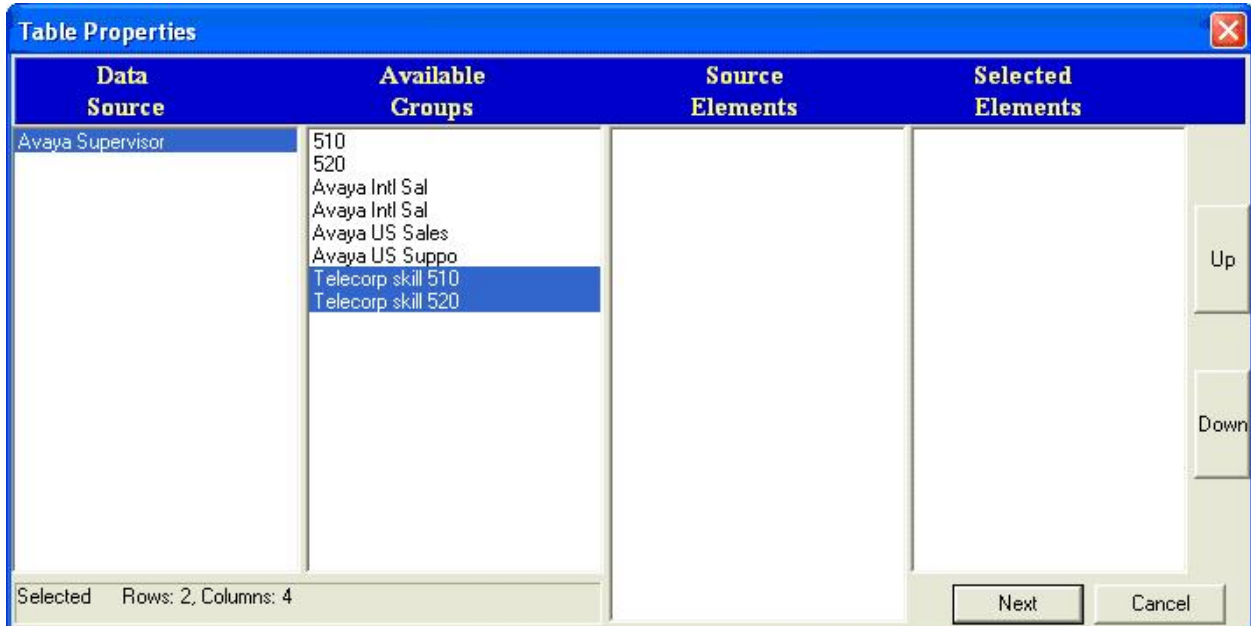 Table Properties
Data Source
Available Groups
Source Elements
Selected Elements
Avaya Supervisor
510
520
Avaya Intl Sal
Avaya Intl Sal
Avaya US Sales
Avaya US Suppo
Telecorp skill 510
Telecorp skill 520
Up
Down
Selected Rows: 2, Columns: 4
Next
Cancel